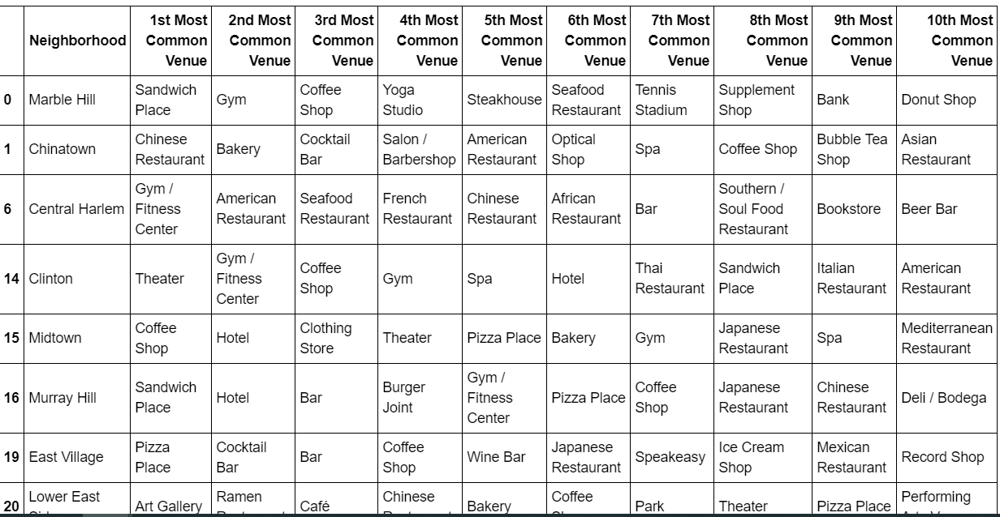 Neighborhood 1st Most Common Venue 2nd Most Common Venue 3rd Most Common Venue 4th Most Common Venue 5th Most Common Venue 6th Most Common Venue 7th Most Common Venue 8th Most Common Venue 9th Most Common Venue 10th Most Common Venue
0 Marble Hill Sandwich Place Gym Coffee Shop Yoga Studio Steakhouse Seafood Restaurant Tennis Stadium Supplement Shop Bank Donut Shop
1 Chinatown Chinese Restaurant Bakery Cocktail Bar Salon / Barbershop American Restaurant Optical Shop Spa Coffee Shop Bubble Tea Shop Asian Restaurant
6 Central Harlem Gym / Fitness Center American Restaurant Seafood Restaurant French Restaurant Chinese Restaurant African Restaurant Bar Southern / Soul Food Restaurant Bookstore Beer Bar
14 Clinton Theater Gym / Fitness Center Coffee Shop Gym Spa Hotel Thai Restaurant Sandwich Place Italian Restaurant American Restaurant
15 Midtown Coffee Shop Hotel Clothing Store Theater Pizza Place Bakery Gym Japanese Restaurant Spa Mediterranean Restaurant
16 Murray Hill Sandwich Place Hotel Bar Burger Joint Gym / Fitness Center Pizza Place Coffee Shop Japanese Restaurant Chinese Restaurant Deli / Bodega
19 East Village Pizza Place Cocktail Bar Bar Coffee Shop Wine Bar Japanese Restaurant Speakeasy Ice Cream Shop Mexican Restaurant Record Shop
20 Lower East Art Gallery Ramen Café Chinese Bakery Coffee Park Theater Pizza Place Performing